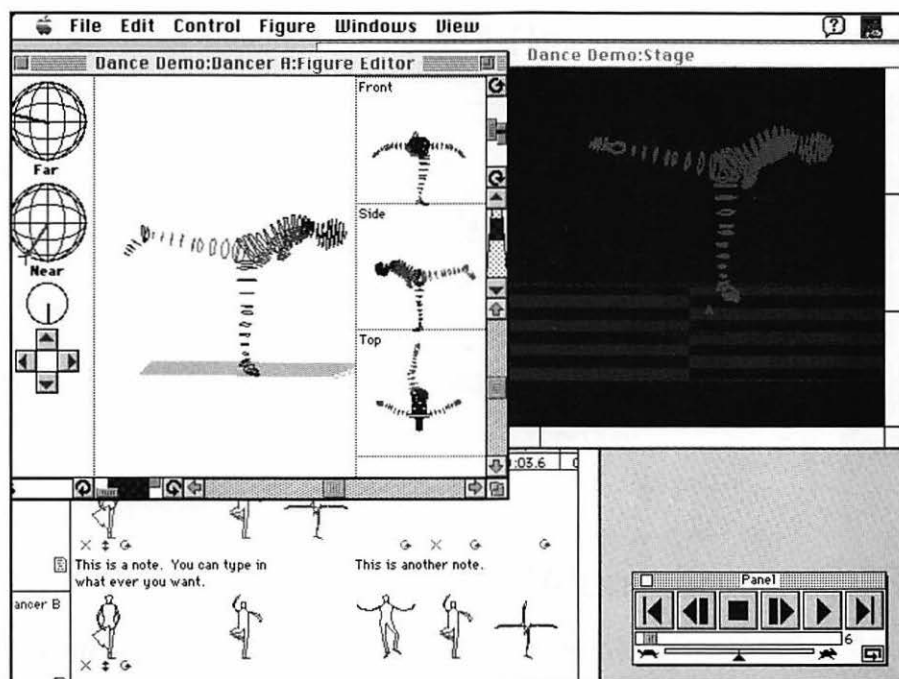 File Edit Control Figure Windows View
Dance Demo:Dancer A:Figure Editor
Dance Demo:Stage
Far
Near
Front
Side
Top
A
:03.6
This is a note. You can type in
what ever you want.
This is another note.
ancer B
Panel
6